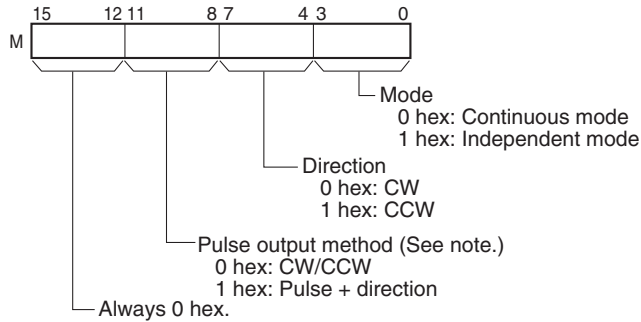 15 12 11 8 7 4 3 0
M
Mode
0 hex: Continuous mode
1 hex: Independent mode
Direction
0 hex: CW
1 hex: CCW
Pulse output method (See note.)
0 hex: CW/CCW
1 hex: Pulse + direction
Always 0 hex.